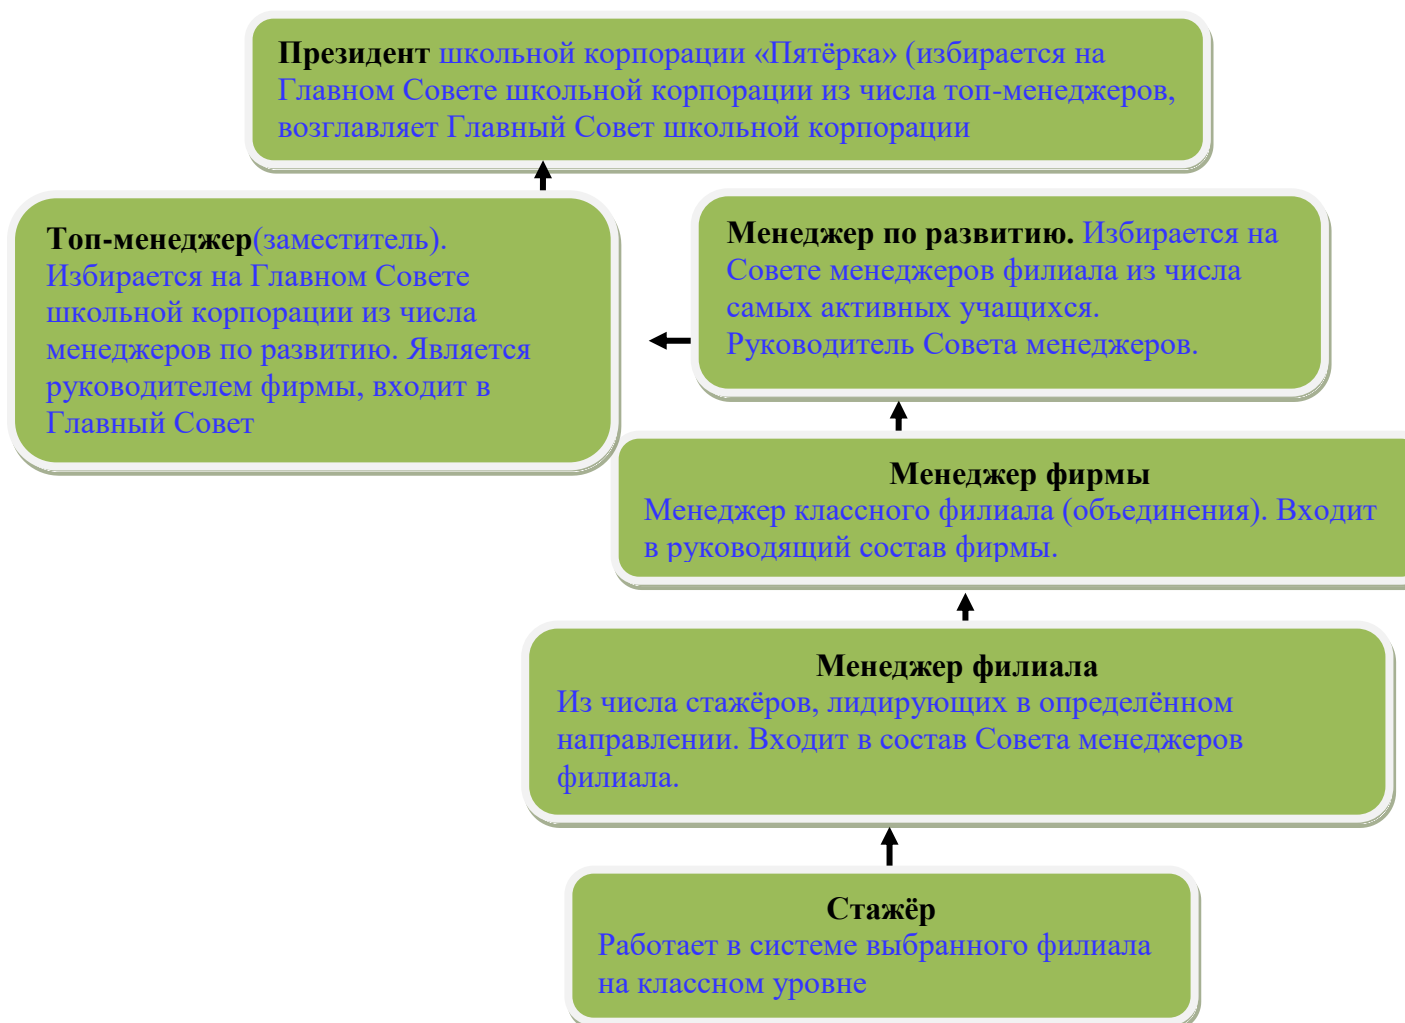 Президент школьной корпорации «Пятёрка» (избирается на
Главном Совете школьной корпорации из числа топ-менеджеров,
возглавляет Главный Совет школьной корпорации
Топ-менеджер(заместитель).
Избирается на Главном Совете
школьной корпорации из числа
менеджеров по развитию. Является
руководителем фирмы, входит в
Главный Совет
Менеджер по развитию. Избирается на
Совете менеджеров филиала из числа
самых активных учащихся.
Руководитель Совета менеджеров.
Менеджер фирмы
Менеджер классного филиала (объединения). Входит
в руководящий состав фирмы.
Менеджер филиала
Из числа стажёров, лидирующих в определённом
направлении. Входит в состав Совета менеджеров
филиала.
Стажёр
Работает в системе выбранного филиала
на классном уровне